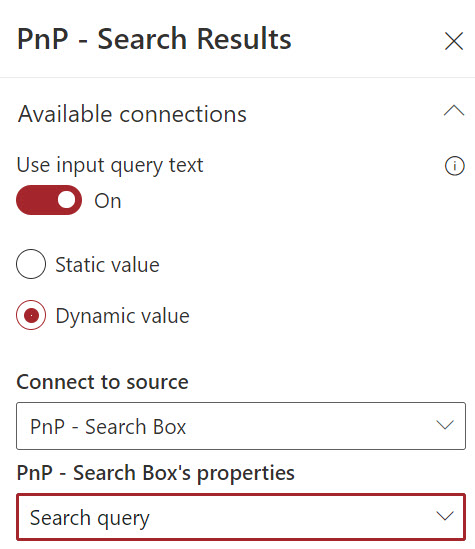 PnP - Search Results
Available connections
Use input query text
On
Static value
Dynamic value
Connect to source
PnP - Search Box
PnP - Search Box's properties
Search query